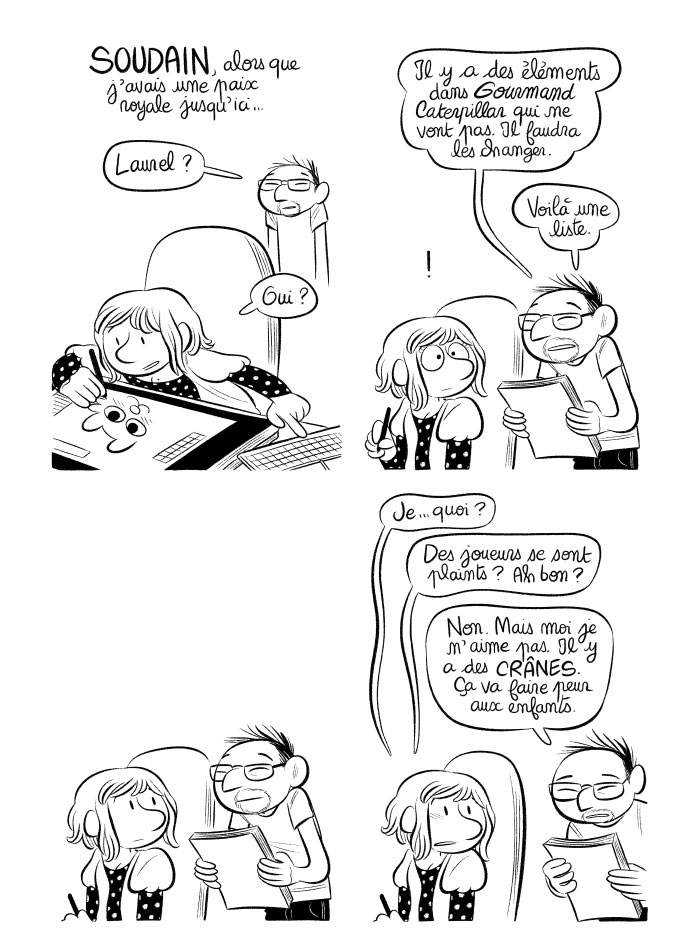 SOUDAIN, alors que
j'avais une paix
royale jusqu'ici...
Laurel ?
Oui ?
Il y a des éléments
dans Gourmand
Caterpillar qui ne
vont pas. Il faudra
les changer.
Voilà une
liste.
!
Je... quoi ?
Des joueurs se sont
plaints ? Ah bon ?
Non. Mais moi je
n'aime pas. Il y
a des CRÂNES.
Ça va faire peur
aux enfants.